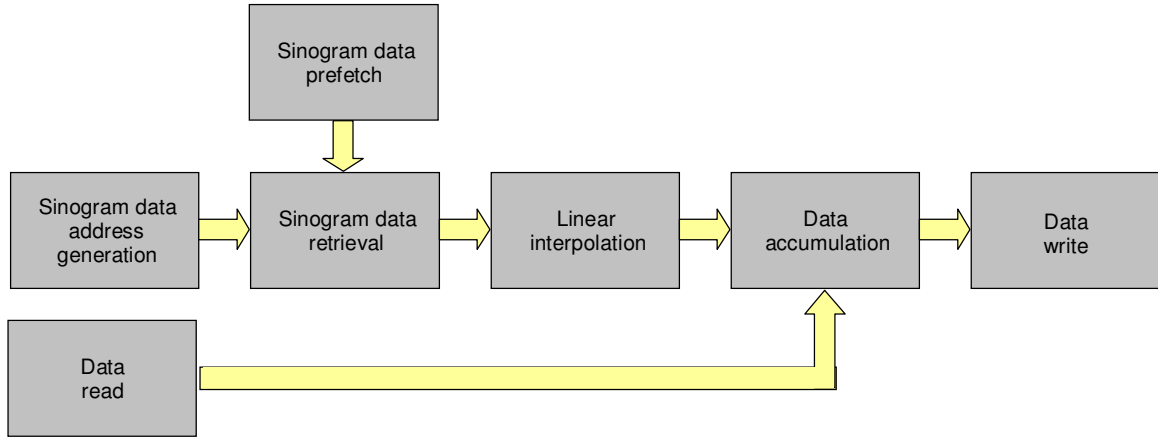 Sinogram data
prefetch
Sinogram data
address
generation
Sinogram data
retrieval
Linear
interpolation
Data
accumulation
Data
write
Data
read